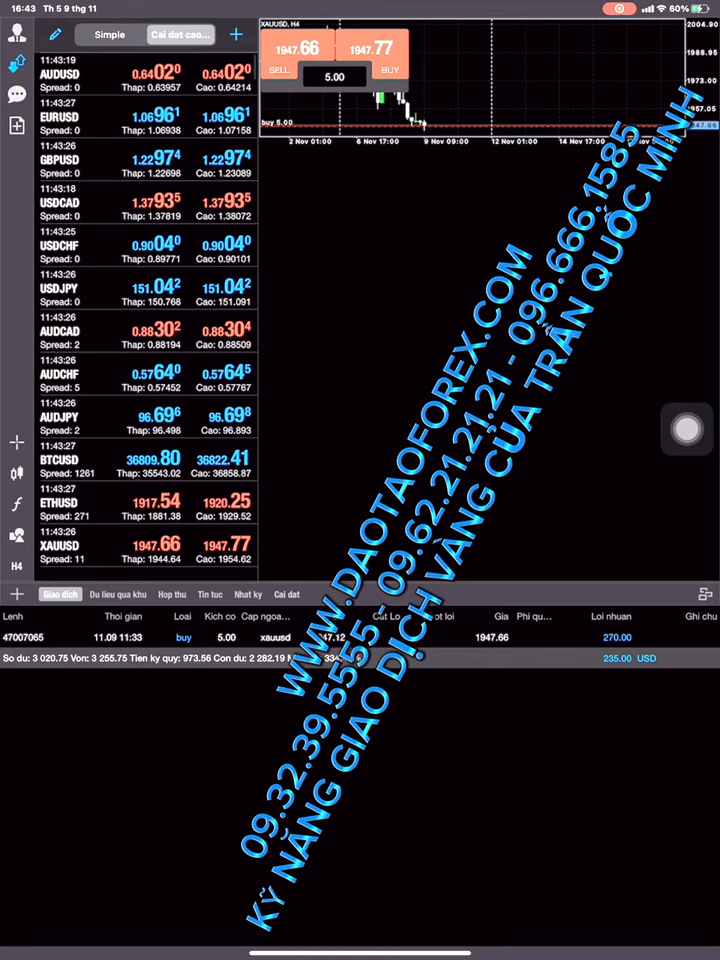 16:43 Th 5 9 thg 11 60%
Simple Cai dat cao...
11:43:19
AUDUSD 0.64020 0.64020
Spread: 0 Thap: 0.63957 Cao: 0.64214
11:43:27
EURUSD 1.06961 1.06961
Spread: 0 Thap: 1.06938 Cao: 1.07158
11:43:26
GBPUSD 1.22974 1.22974
Spread: 0 Thap: 1.22698 Cao: 1.23089
11:43:18
USDCAD 1.37935 1.37935
Spread: 0 Thap: 1.37819 Cao: 1.38072
11:43:25
USDCHF 0.90040 0.90040
Spread: 0 Thap: 0.89771 Cao: 0.90101
11:43:26
USDJPY 151.042 151.042
Spread: 0 Thap: 150.768 Cao: 151.091
11:43:26
AUDCAD 0.88302 0.88304
Spread: 2 Thap: 0.88194 Cao: 0.88509
11:43:26
AUDCHF 0.57640 0.57645
Spread: 5 Thap: 0.57452 Cao: 0.57767
11:43:26
AUDJPY 96.696 96.698
Spread: 2 Thap: 96.498 Cao: 96.893
11:43:27
BTCUSD 36809.80 36822.41
Spread: 1261 Thap: 35543.02 Cao: 36858.87
11:43:27
ETHUSD 1917.54 1920.25
Spread: 271 Thap: 1881.38 Cao: 1929.52
11:43:26
XAUUSD 1947.66 1947.77
Spread: 11 Thap: 1944.64 Cao: 1954.62
H4
XAUUSD, H4
1947.66 1947.77
SELL 5.00 BUY
buy 5.00
2004.90
1988.95
1973.00
1957.05
2 Nov 01:00 6 Nov 17:00 9 Nov 09:00 12 Nov 01:00 14 Nov 17:00
WWW.DAOTAOFOREX.COM
09.32.39.5555 - 09.62.21.21.21 - 096.666.1585
KỸ NĂNG GIAO DỊCH VÀNG CỦA TRẦN QUỐC MINH
Giao dich Du lieu qua khu Hop thu Tin tuc Nhat ky Cai dat
Lenh Thoi gian Loai Kich co Cap ngoa... Cat Lo Gia Phi qu... Loi nhuan Ghi chu
47007065 11.09 11:33 buy 5.00 xauusd 1947.66 270.00
So du: 3 020.75 Von: 3 255.75 Tien ky quy: 973.56 Con du: 2 282.19 235.00 USD